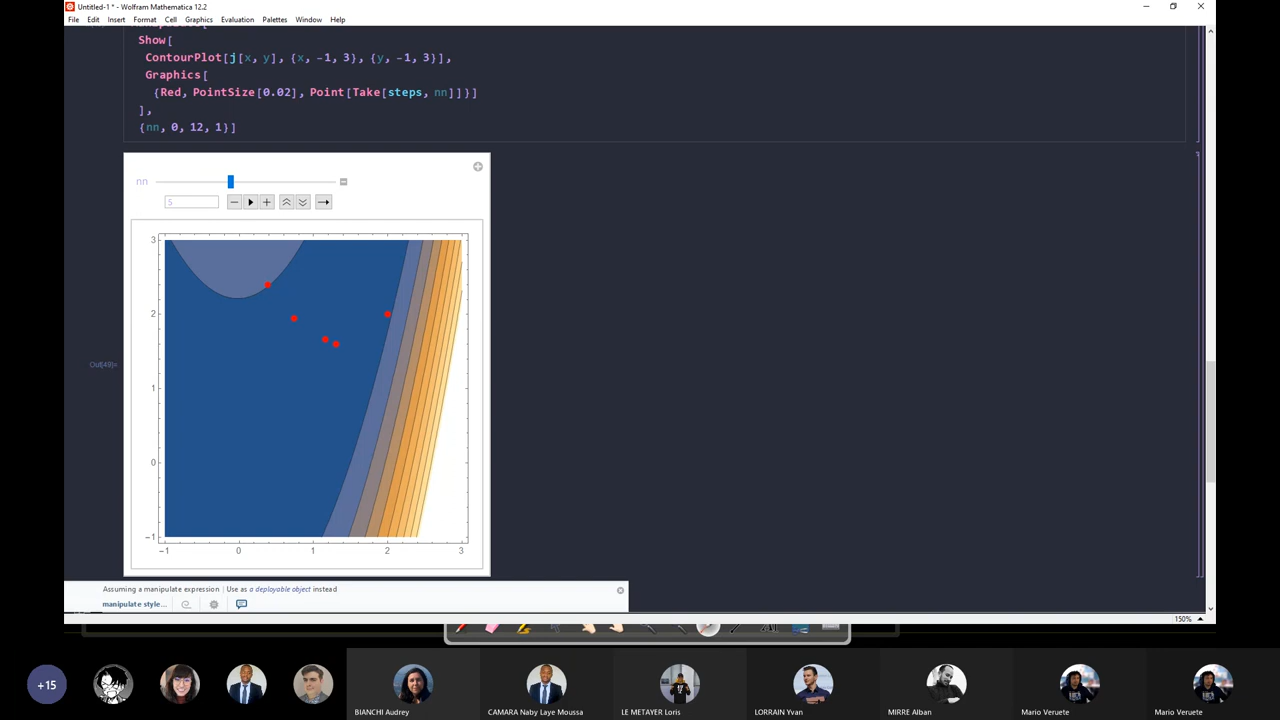 Untitled-1 * - Wolfram Mathematica 12.2
File Edit Insert Format Cell Graphics Evaluation Palettes Window Help
Show[
ContourPlot[j[x, y], {x, -1, 3}, {y, -1, 3}],
Graphics[
{Red, PointSize[0.02], Point[Take[steps, nn]]}]
],
{nn, 0, 12, 1}]
nn
5
3
2
1
0
-1
-1 0 1 2 3
Out[49]=
Assuming a manipulate expression | Use as a deployable object instead
manipulate style...
150%
+15
BIANCHI Audrey
CAMARA Naby Laye Moussa
LE METAYER Loris
LORRAIN Yvan
MIRRE Alban
Mario Veruete
Mario Veruete